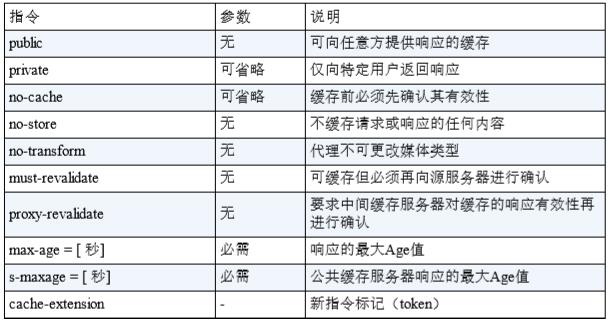 指令 参数 说明
public 无 可向任意方提供响应的缓存
private 可省略 仅向特定用户返回响应
no-cache 可省略 缓存前必须先确认其有效性
no-store 无 不缓存请求或响应的任何内容
no-transform 无 代理不可更改媒体类型
must-revalidate 无 可缓存但必须再向源服务器进行确认
proxy-revalidate 无 要求中间缓存服务器对缓存的响应有效性再
进行确认
max-age = [ 秒] 必需 响应的最大Age值
s-maxage = [ 秒] 必需 公共缓存服务器响应的最大Age值
cache-extension - 新指令标记（token）